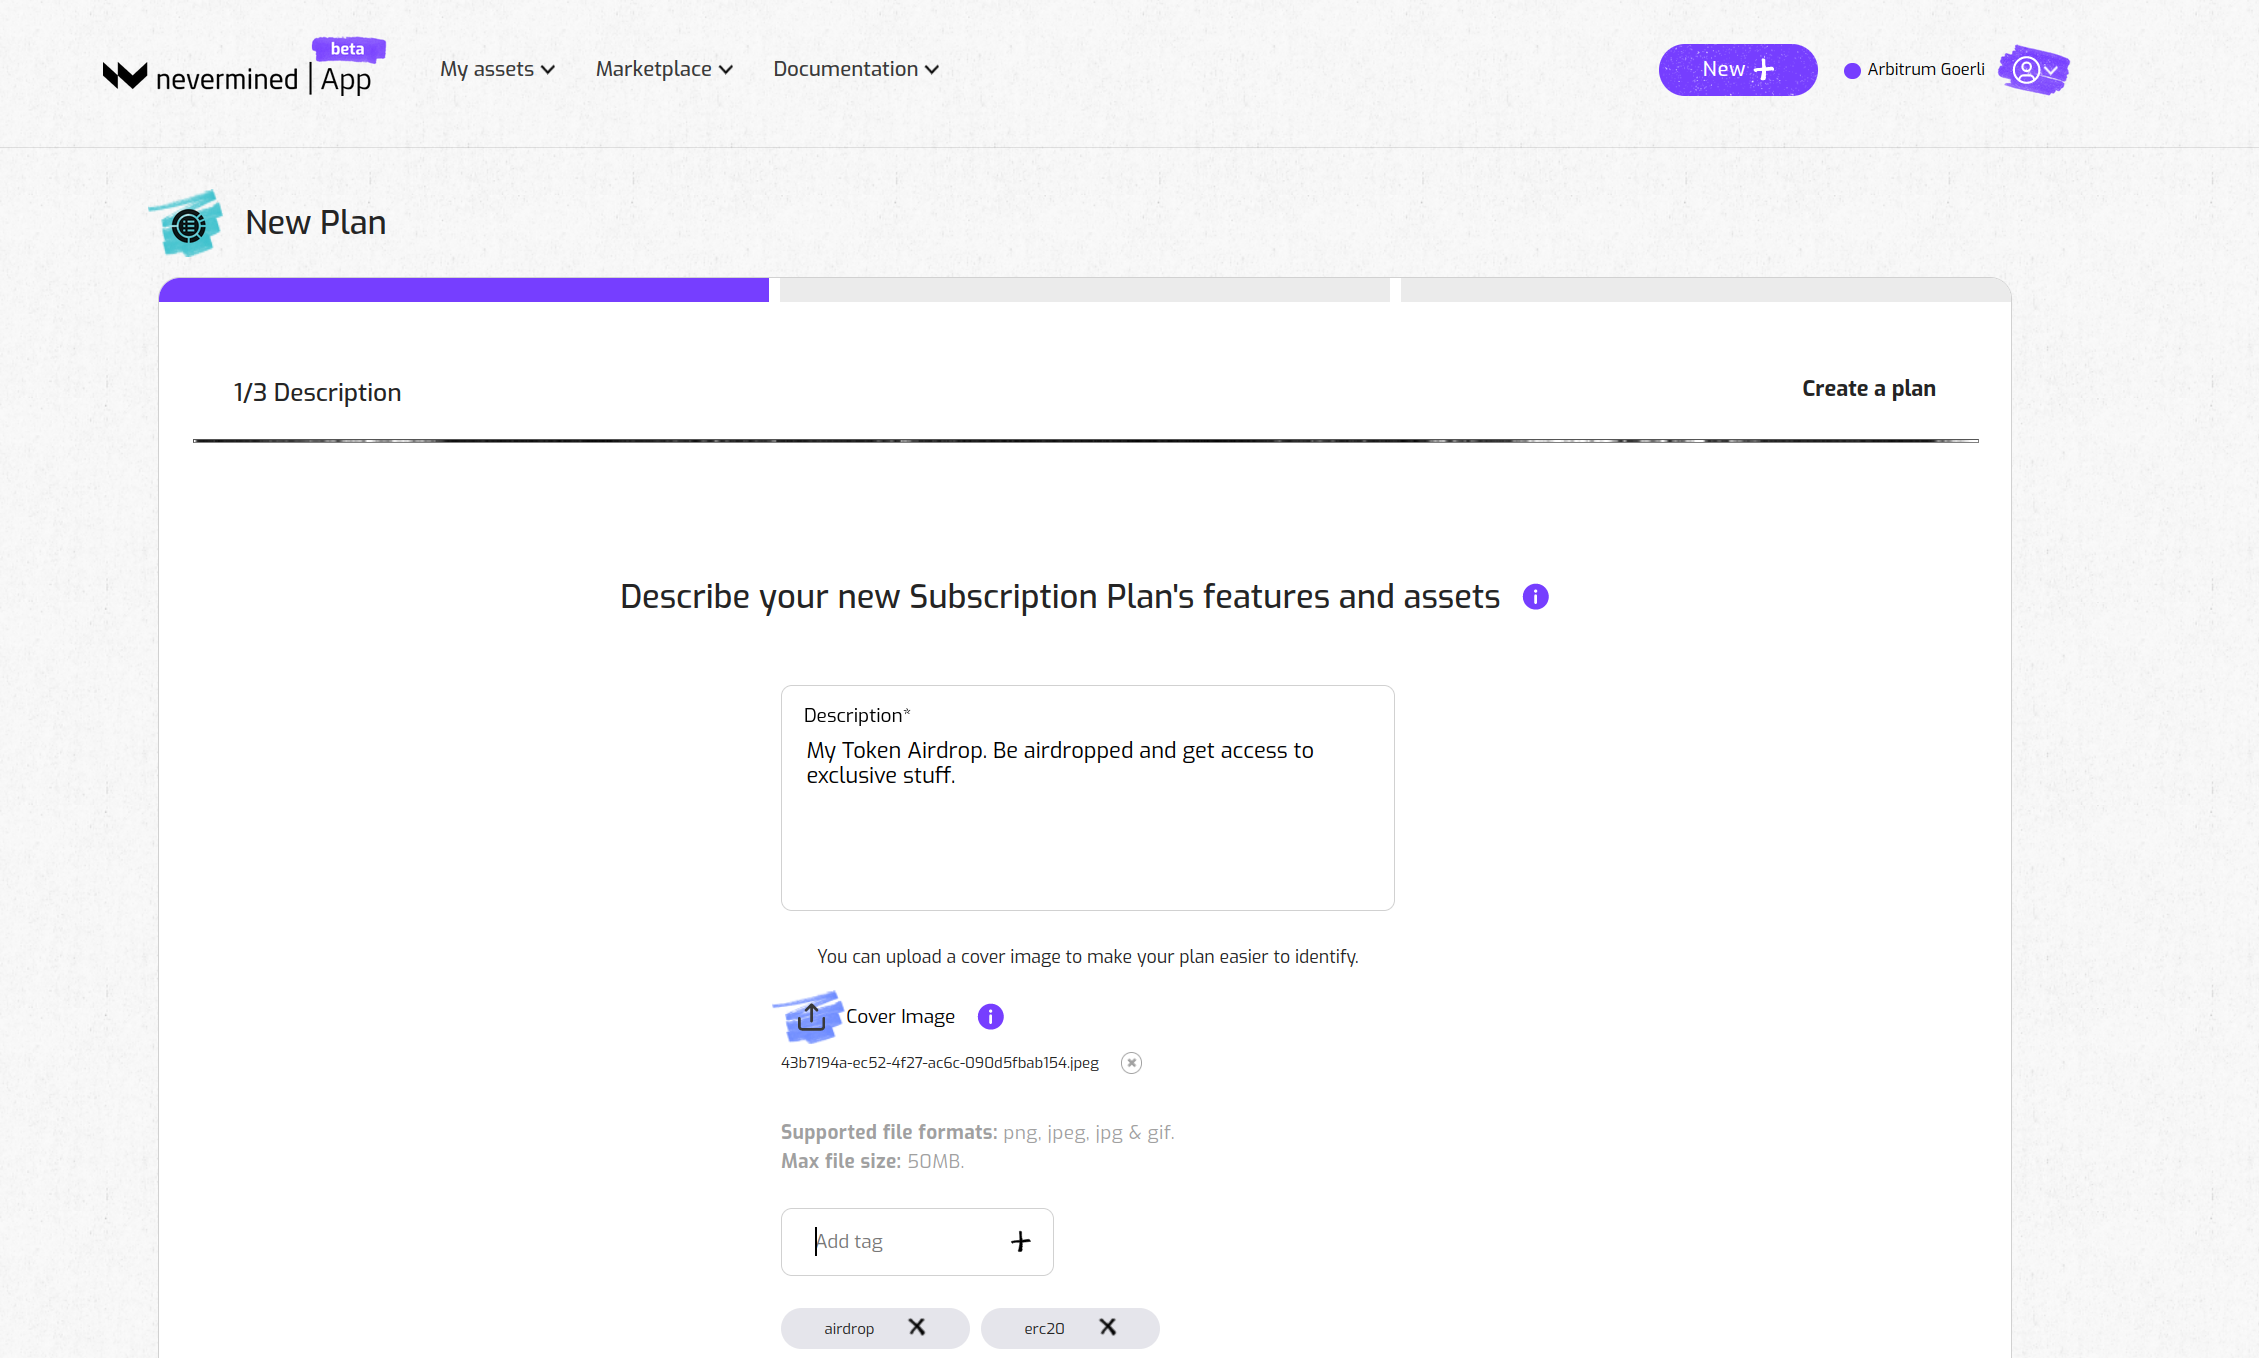 beta
nevermined | App
My assets
Marketplace
Documentation
New +
Arbitrum Goerli
New Plan
1/3 Description
Create a plan
Describe your new Subscription Plan's features and assets
Description*
My Token Airdrop. Be airdropped and get access to
exclusive stuff.
You can upload a cover image to make your plan easier to identify.
Cover Image
43b7194a-ec52-4f27-ac6c-090d5fbab154.jpeg
Supported file formats: png, jpeg, jpg & gif.
Max file size: 50MB.
Add tag
airdrop
erc20